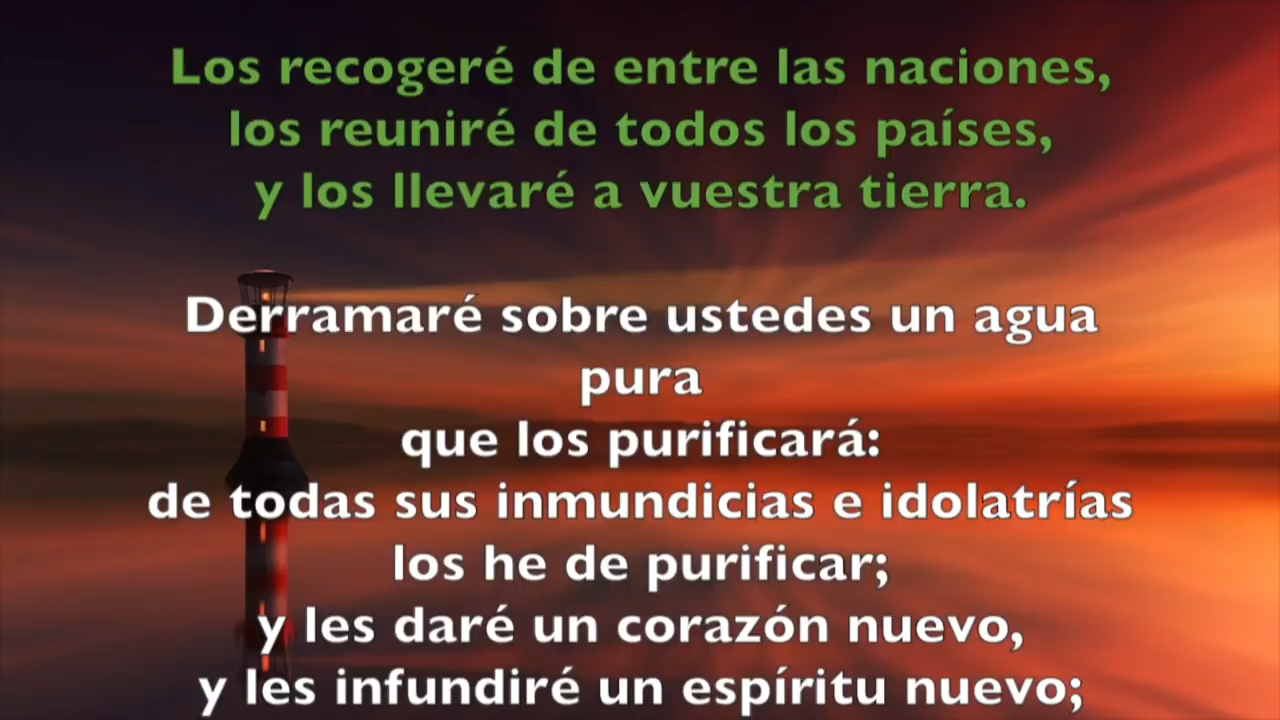 Los recogeré de entre las naciones,
los reuniré de todos los países,
y los llevaré a vuestra tierra.
Derramaré sobre ustedes un agua
pura
que los purificará:
de todas sus inmundicias e idolatrías
los he de purificar;
y les daré un corazón nuevo,
y les infundiré un espíritu nuevo;